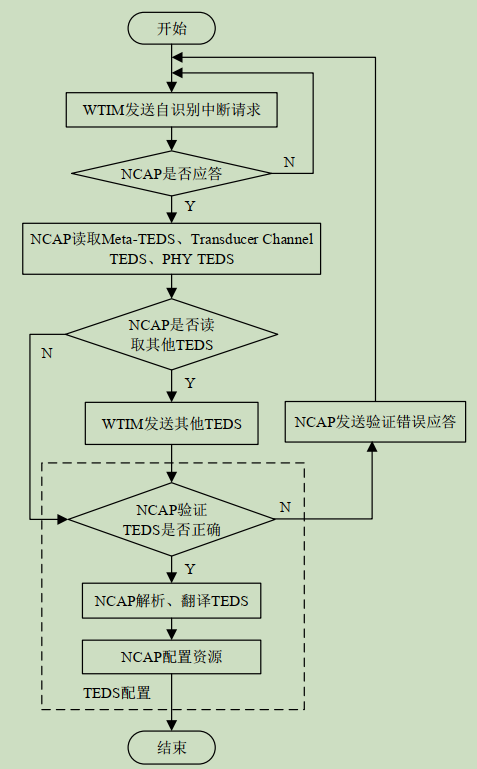 开始
WTIM发送自识别中断请求
NCAP是否应答
N
Y
NCAP读取Meta-TEDS、Transducer Channel
TEDS、PHY TEDS
NCAP是否读
取其他TEDS
N
Y
WTIM发送其他TEDS
NCAP发送验证错误应答
NCAP验证
TEDS是否正确
N
Y
NCAP解析、翻译TEDS
NCAP配置资源
TEDS配置
结束